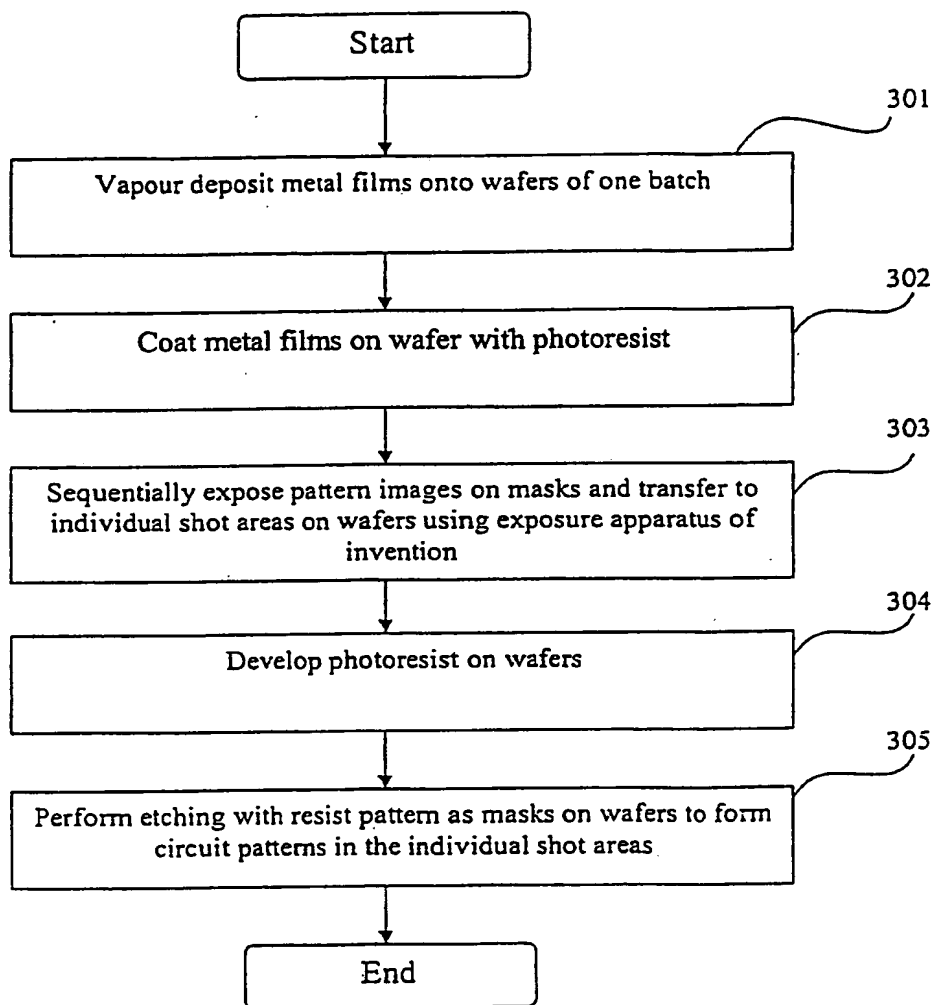 Start
301
Vapour deposit metal films onto wafers of one batch
302
Coat metal films on wafer with photoresist
303
Sequentially expose pattern images on masks and transfer to
individual shot areas on wafers using exposure apparatus of
invention
304
Develop photoresist on wafers
305
Perform etching with resist pattern as masks on wafers to form
circuit patterns in the individual shot areas
End